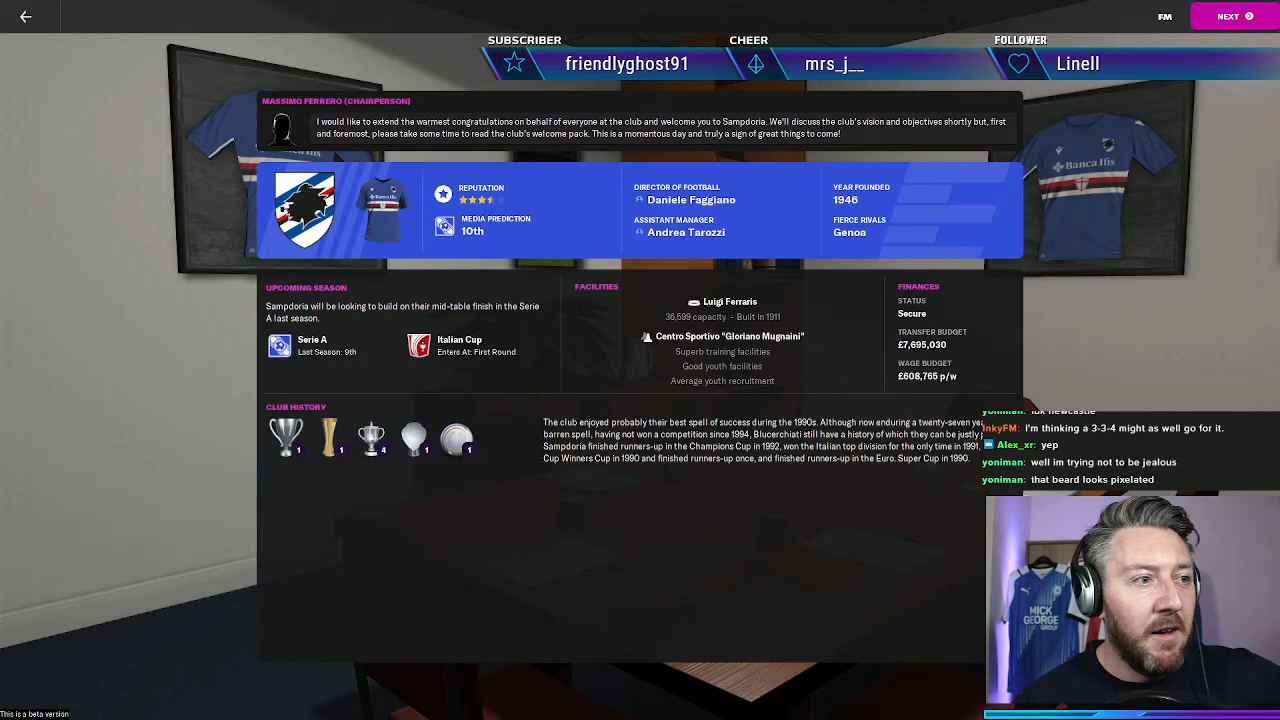 FM
NEXT
SUBSCRIBER
CHEER
FOLLOWER
friendlyghost91
mrs_j__
Linell
MASSIMO FERRERO (CHAIRPERSON)
I would like to extend the warmest congratulations on behalf of everyone at the club and welcome you to Sampdoria. We'll discuss the club's vision and objectives shortly but, first
and foremost, please take some time to read the club's welcome pack. This is a momentous day and truly a sign of great things to come!
Banca Ifis
REPUTATION
MEDIA PREDICTION
10th
DIRECTOR OF FOOTBALL
Daniele Faggiano
ASSISTANT MANAGER
Andrea Tarozzi
YEAR FOUNDED
1946
FIERCE RIVALS
Genoa
UPCOMING SEASON
Sampdoria will be looking to build on their mid-table finish in the Serie
A last season.
Serie A
Last Season: 9th
Italian Cup
Enters At: First Round
FACILITIES
Luigi Ferraris
36,599 capacity - Built in 1911
Centro Sportivo "Gloriano Mugnaini"
Superb training facilities
Good youth facilities
Average youth recruitment
FINANCES
STATUS
Secure
TRANSFER BUDGET
£7,695,030
WAGE BUDGET
£608,765 p/w
CLUB HISTORY
1
1
4
1
1
The club enjoyed probably their best spell of success during the 1990s. Although now enduring a twenty-seven ye
barren spell, having not won a competition since 1994, Blucerchiati still have a history of which they can be justly
Sampdoria finished runners-up in the Champions Cup in 1992, won the Italian top division for the only time in 1991,
Cup Winners Cup in 1990 and finished runners-up once, and finished runners-up in the Euro. Super Cup in 1990.
yoniman: idk newcastle
InkyFM: I'm thinking a 3-3-4 might as well go for it.
Alex_xr: yep
yoniman: well im trying not to be jealous
yoniman: that beard looks pixelated
MICK
GEORGE
GROUP
This is a beta version